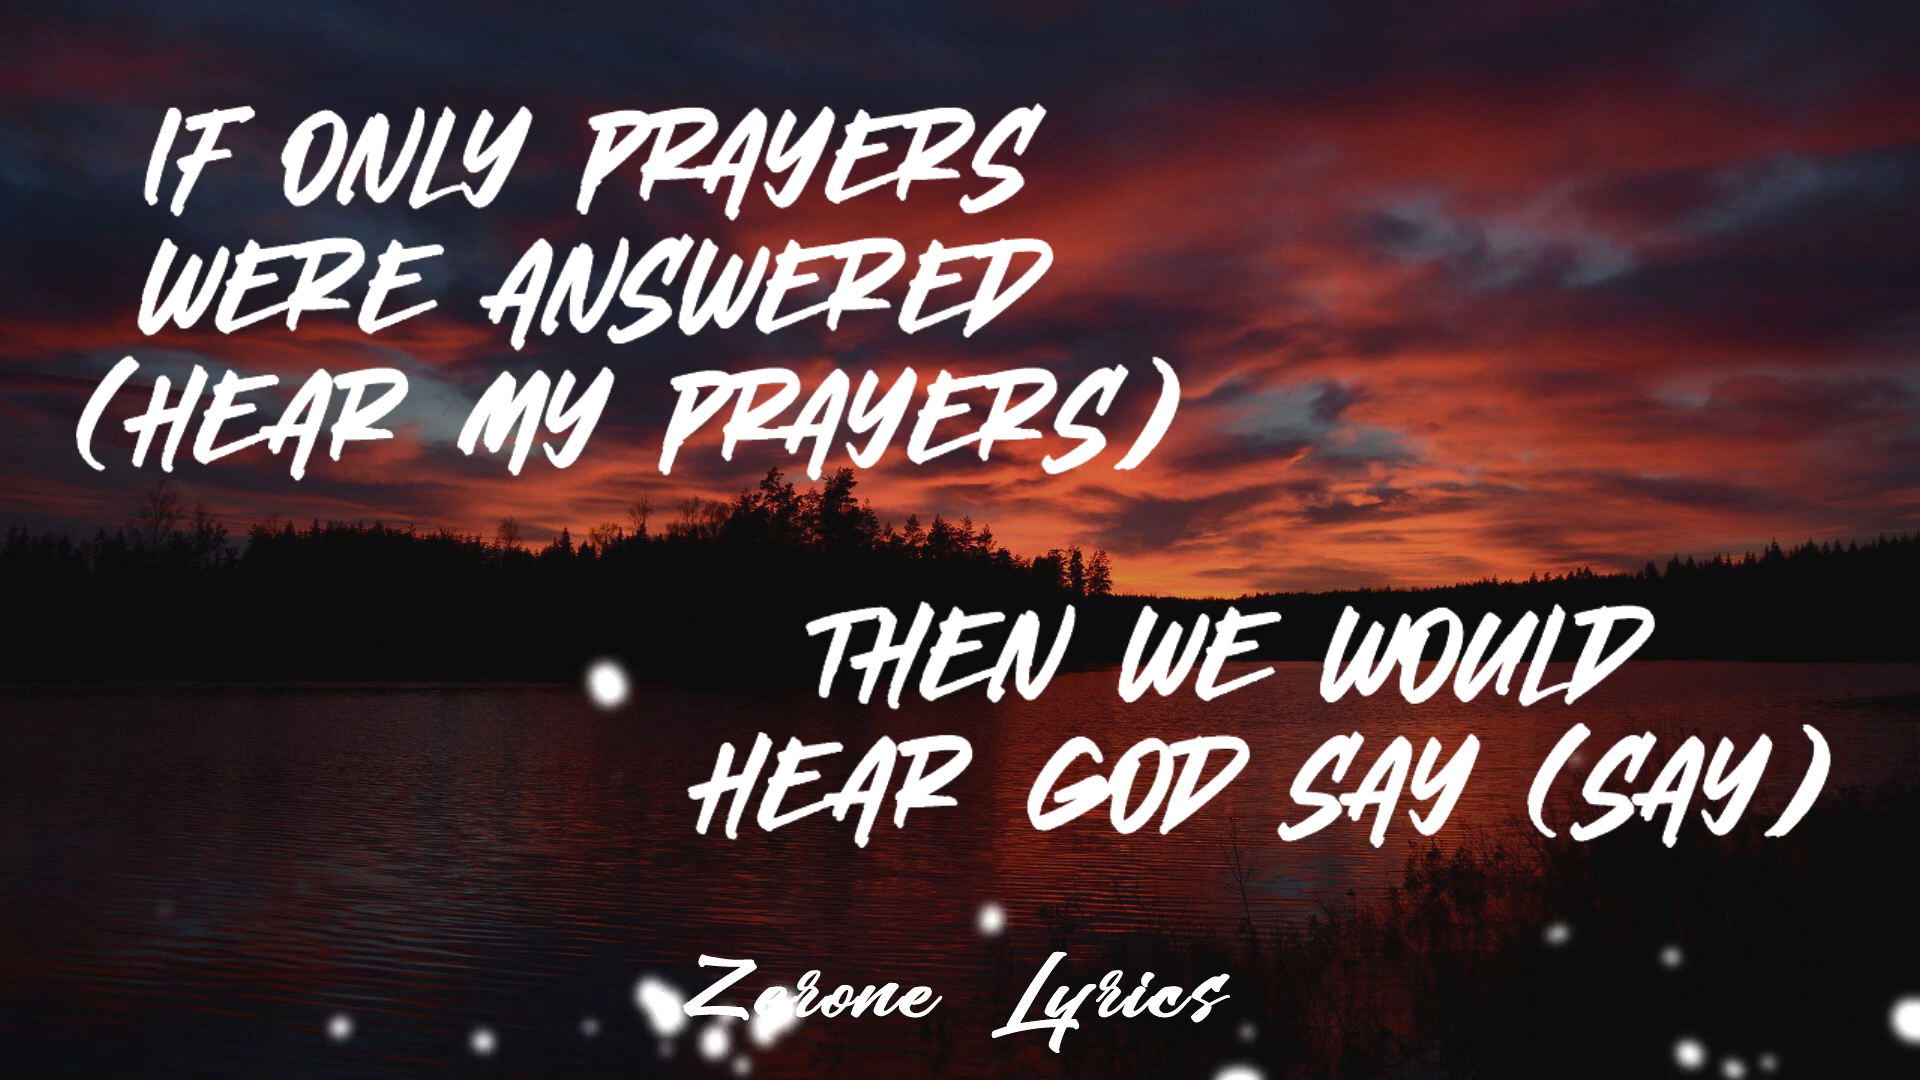 IF ONLY PRAYERS
WERE ANSWERED
(HEAR MY PRAYERS)
THEN WE WOULD
HEAR GOD SAY (SAY)
Zerone Lyrics